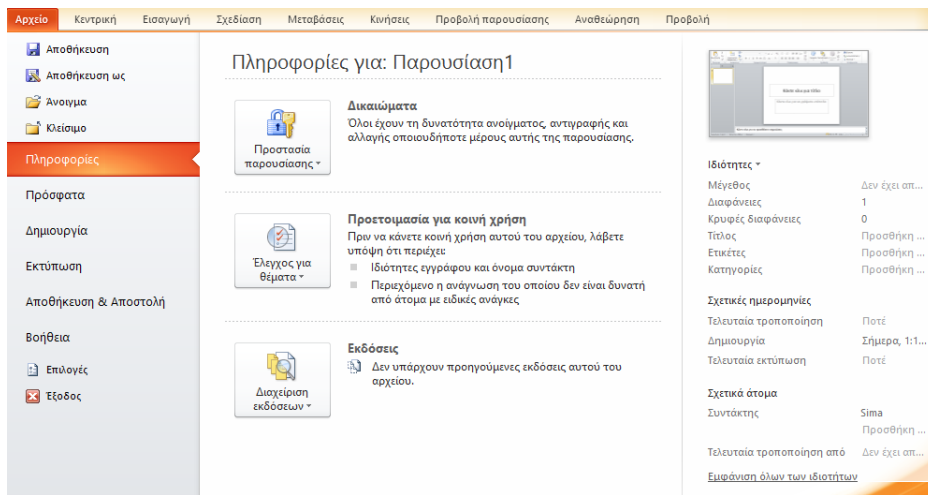 Αρχείο Κεντρική Εισαγωγή Σχεδίαση Μεταβάσεις Κινήσεις Προβολή παρουσίασης Αναθεώρηση Προβολή
Αποθήκευση
Αποθήκευση ως
Άνοιγμα
Κλείσιμο
Πληροφορίες
Πρόσφατα
Δημιουργία
Εκτύπωση
Αποθήκευση & Αποστολή
Βοήθεια
Επιλογές
Έξοδος
Πληροφορίες για: Παρουσίαση1
Προστασία
παρουσίασης
Δικαιώματα
Όλοι έχουν τη δυνατότητα ανοίγματος, αντιγραφής και
αλλαγής οποιουδήποτε μέρους αυτής της παρουσίασης.
Έλεγχος για
θέματα
Προετοιμασία για κοινή χρήση
Πριν να κάνετε κοινή χρήση αυτού του αρχείου, λάβετε
υπόψη ότι περιέχει:
Ιδιότητες εγγράφου και όνομα συντάκτη
Περιεχόμενο η ανάγνωση του οποίου δεν είναι δυνατή
από άτομα με ειδικές ανάγκες
Διαχείριση
εκδόσεων
Εκδόσεις
Δεν υπάρχουν προηγούμενες εκδόσεις αυτού του
αρχείου.
Ιδιότητες
Μέγεθος Δεν έχει απ...
Διαφάνειες 1
Κρυφές διαφάνειες 0
Τίτλος Προσθήκη ...
Ετικέτες Προσθήκη ...
Κατηγορίες Προσθήκη ...
Σχετικές ημερομηνίες
Τελευταία τροποποίηση Ποτέ
Δημιουργία Σήμερα, 1:1...
Τελευταία εκτύπωση Ποτέ
Σχετικά άτομα
Συντάκτης Sima
Προσθήκη ...
Τελευταία τροποποίηση από Δεν έχει απ...
Εμφάνιση όλων των ιδιοτήτων